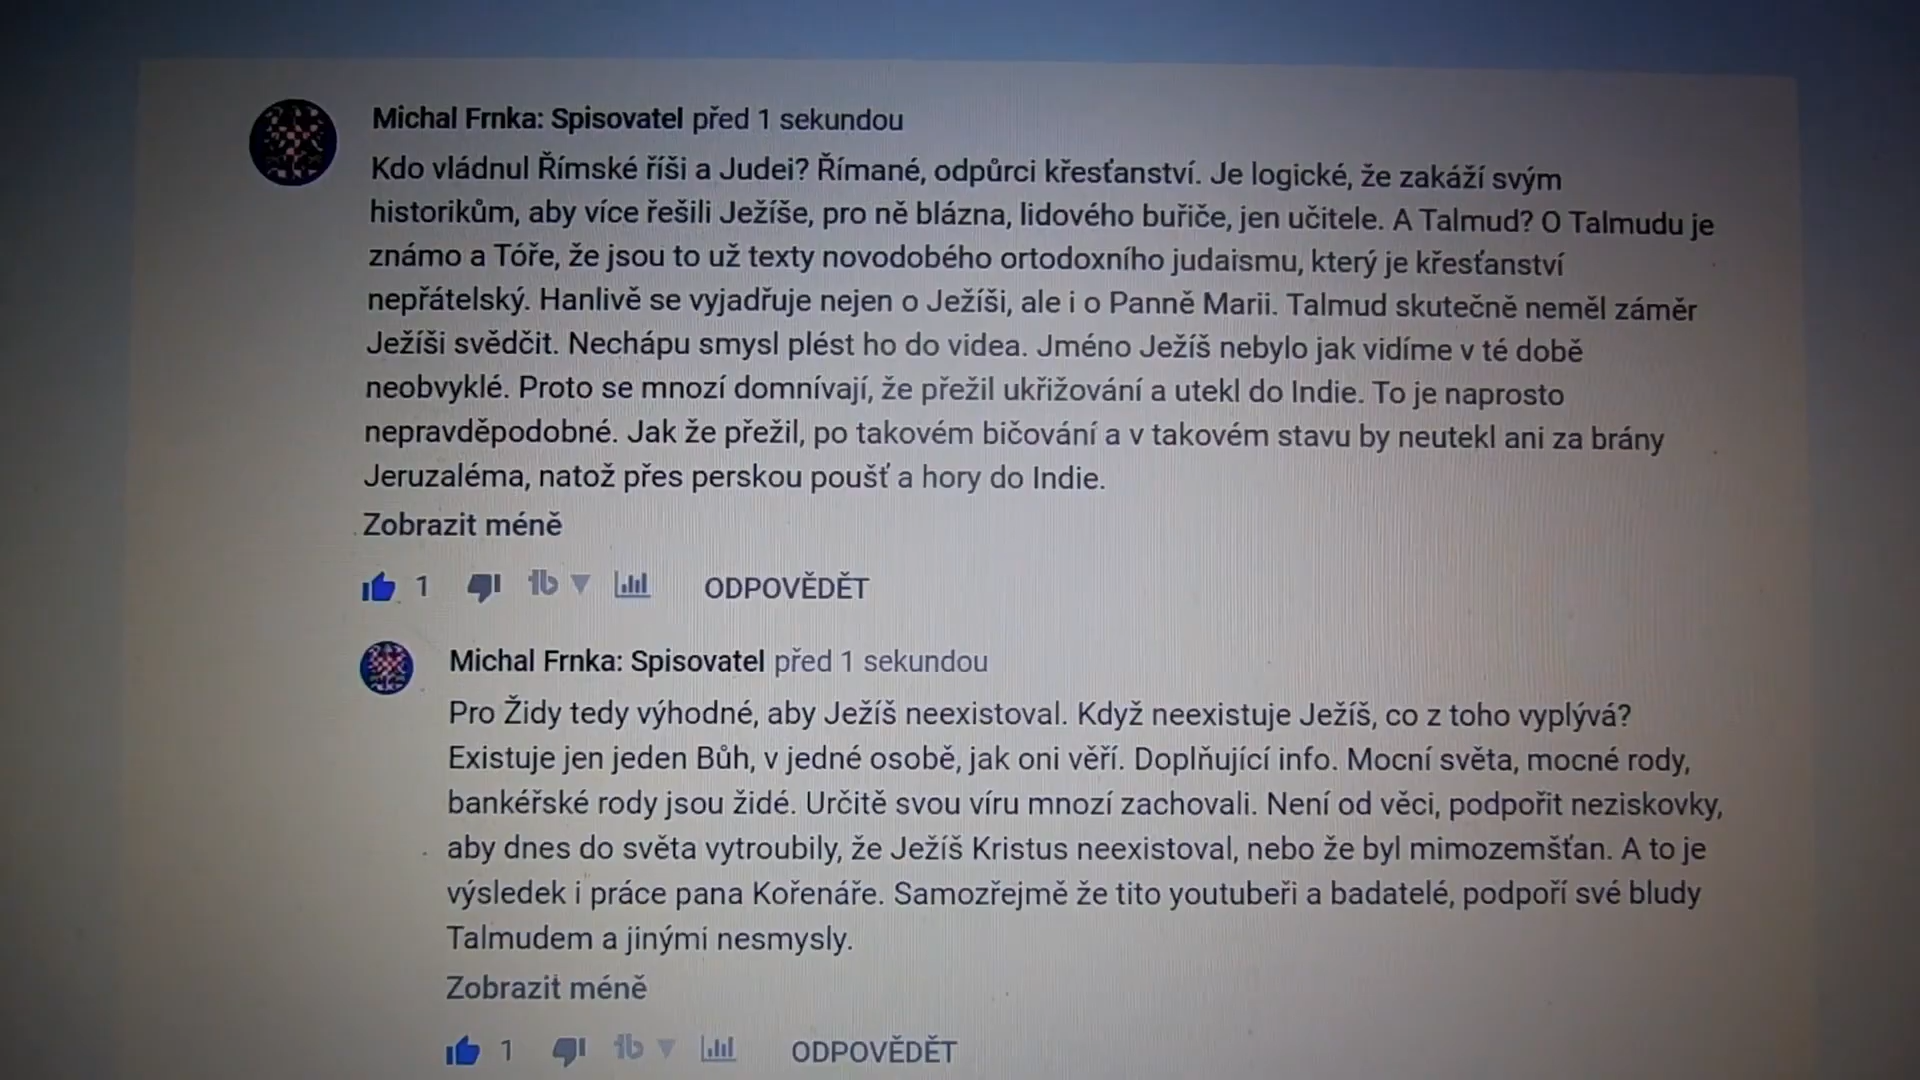 Michal Frnka: Spisovatel před 1 sekundou
Kdo vládnul Římské říši a Judei? Římané, odpůrci křesťanství. Je logické, že zakáží svým
historikům, aby více řešili Ježíše, pro ně blázna, lidového buřiče, jen učitele. A Talmud? O Talmudu je
známo a Tóře, že jsou to už texty novodobého ortodoxního judaismu, který je křesťanství
nepřátelský. Hanlivě se vyjadřuje nejen o Ježíši, ale i o Panně Marii. Talmud skutečně neměl záměr
Ježíši svědčit. Nechápu smysl plést ho do videa. Jméno Ježíš nebylo jak vidíme v té době
neobvyklé. Proto se mnozí domnívají, že přežil ukřižování a utekl do Indie. To je naprosto
nepravděpodobné. Jak že přežil, po takovém bičování a v takovém stavu by neutekl ani za brány
Jeruzaléma, natož přes perskou poušť a hory do Indie.
Zobrazit méně
1 ODPOVĚDĚT
Michal Frnka: Spisovatel před 1 sekundou
Pro Židy tedy výhodné, aby Ježíš neexistoval. Když neexistuje Ježíš, co z toho vyplývá?
Existuje jen jeden Bůh, v jedné osobě, jak oni věří. Doplňující info. Mocní světa, mocné rody,
bankéřské rody jsou židé. Určitě svou víru mnozí zachovali. Není od věci, podpořit neziskovky,
aby dnes do světa vytroubily, že Ježíš Kristus neexistoval, nebo že byl mimozemšťan. A to je
výsledek i práce pana Kořenáře. Samozřejmě že tito youtubeři a badatelé, podpoří své bludy
Talmudem a jinými nesmysly.
Zobrazit méně
1 ODPOVĚDĚT